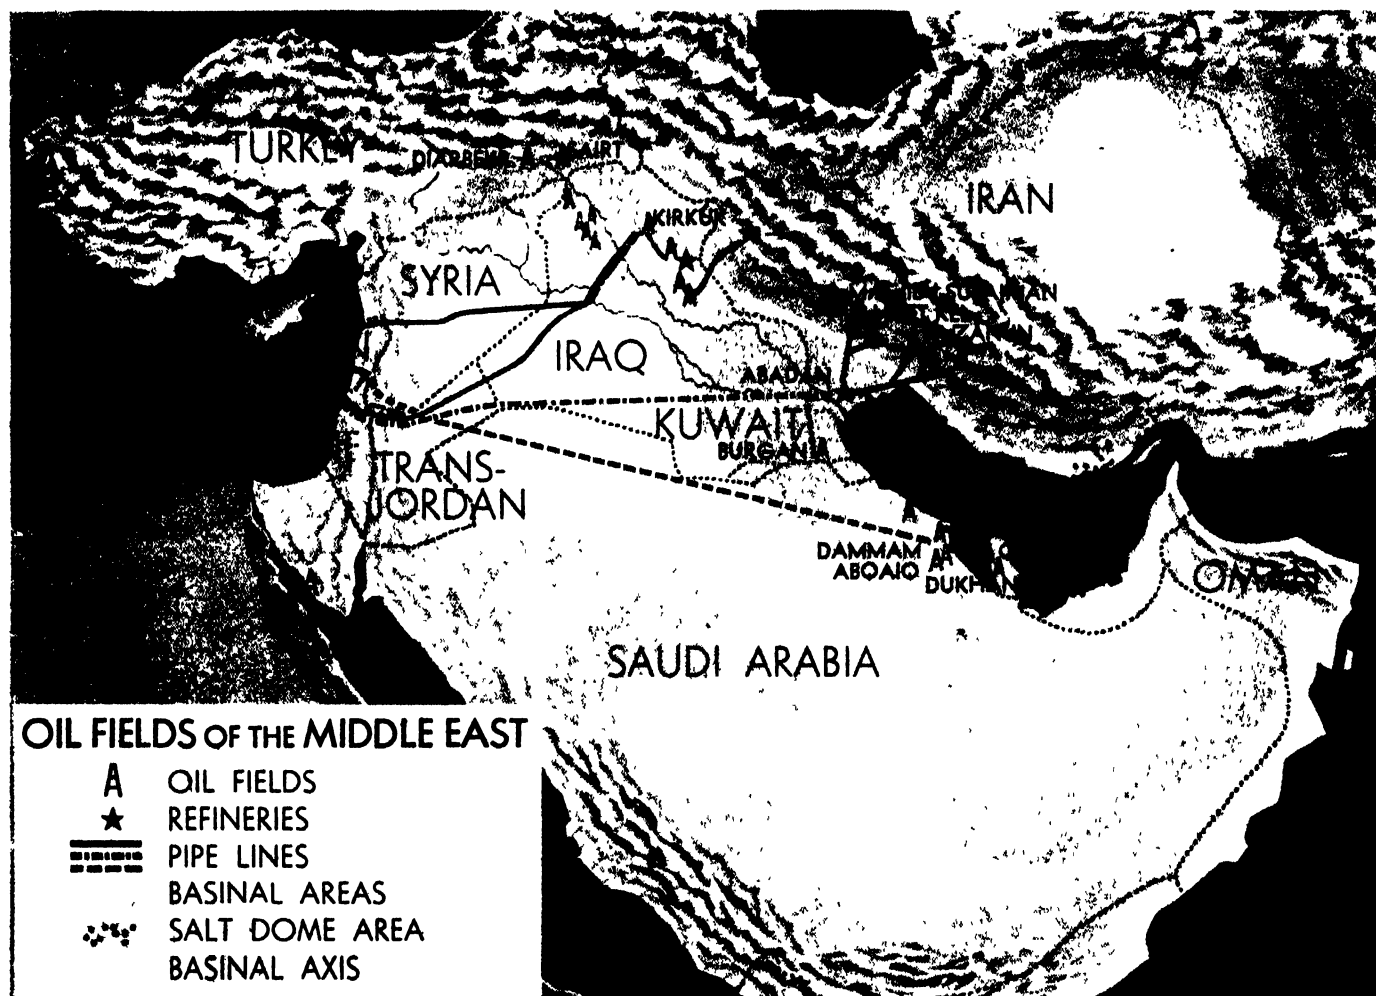 TURKEY
IRAN
KIRKUK
SYRIA
IRAQ
ABADAN
KUWAIT
BURGAN
TRANS-
JORDAN
DAMMAM
ABQAIQ
DUKHAN
OMAN
SAUDI ARABIA
OIL FIELDS OF THE MIDDLE EAST
OIL FIELDS
REFINERIES
PIPE LINES
BASINAL AREAS
SALT DOME AREA
BASINAL AXIS